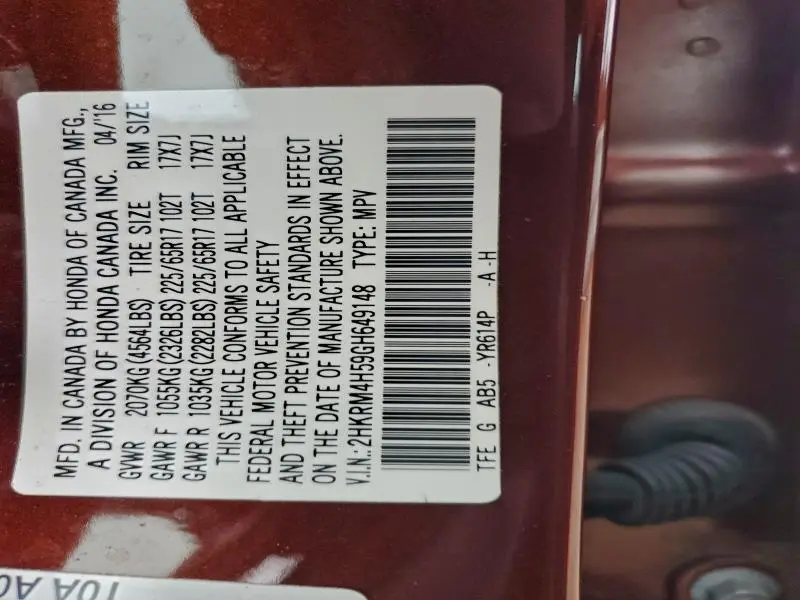 MFD. IN CANADA BY HONDA OF CANADA MFG.,
A DIVISION OF HONDA CANADA INC. 04/'16
GVWR 2070KG (4564LBS) TIRE SIZE RIM SIZE
GAWR F 1055KG (2326LBS) 225/65R17 102T 17X7J
GAWR R 1035KG (2282LBS) 225/65R17 102T 17X7J
THIS VEHICLE CONFORMS TO ALL APPLICABLE
FEDERAL MOTOR VEHICLE SAFETY
AND THEFT PREVENTION STANDARDS IN EFFECT
ON THE DATE OF MANUFACTURE SHOWN ABOVE.
V.I.N.: 2HKRM4H59GH649148 TYPE: MPV
TFE G AB5 -YR614P -A -H